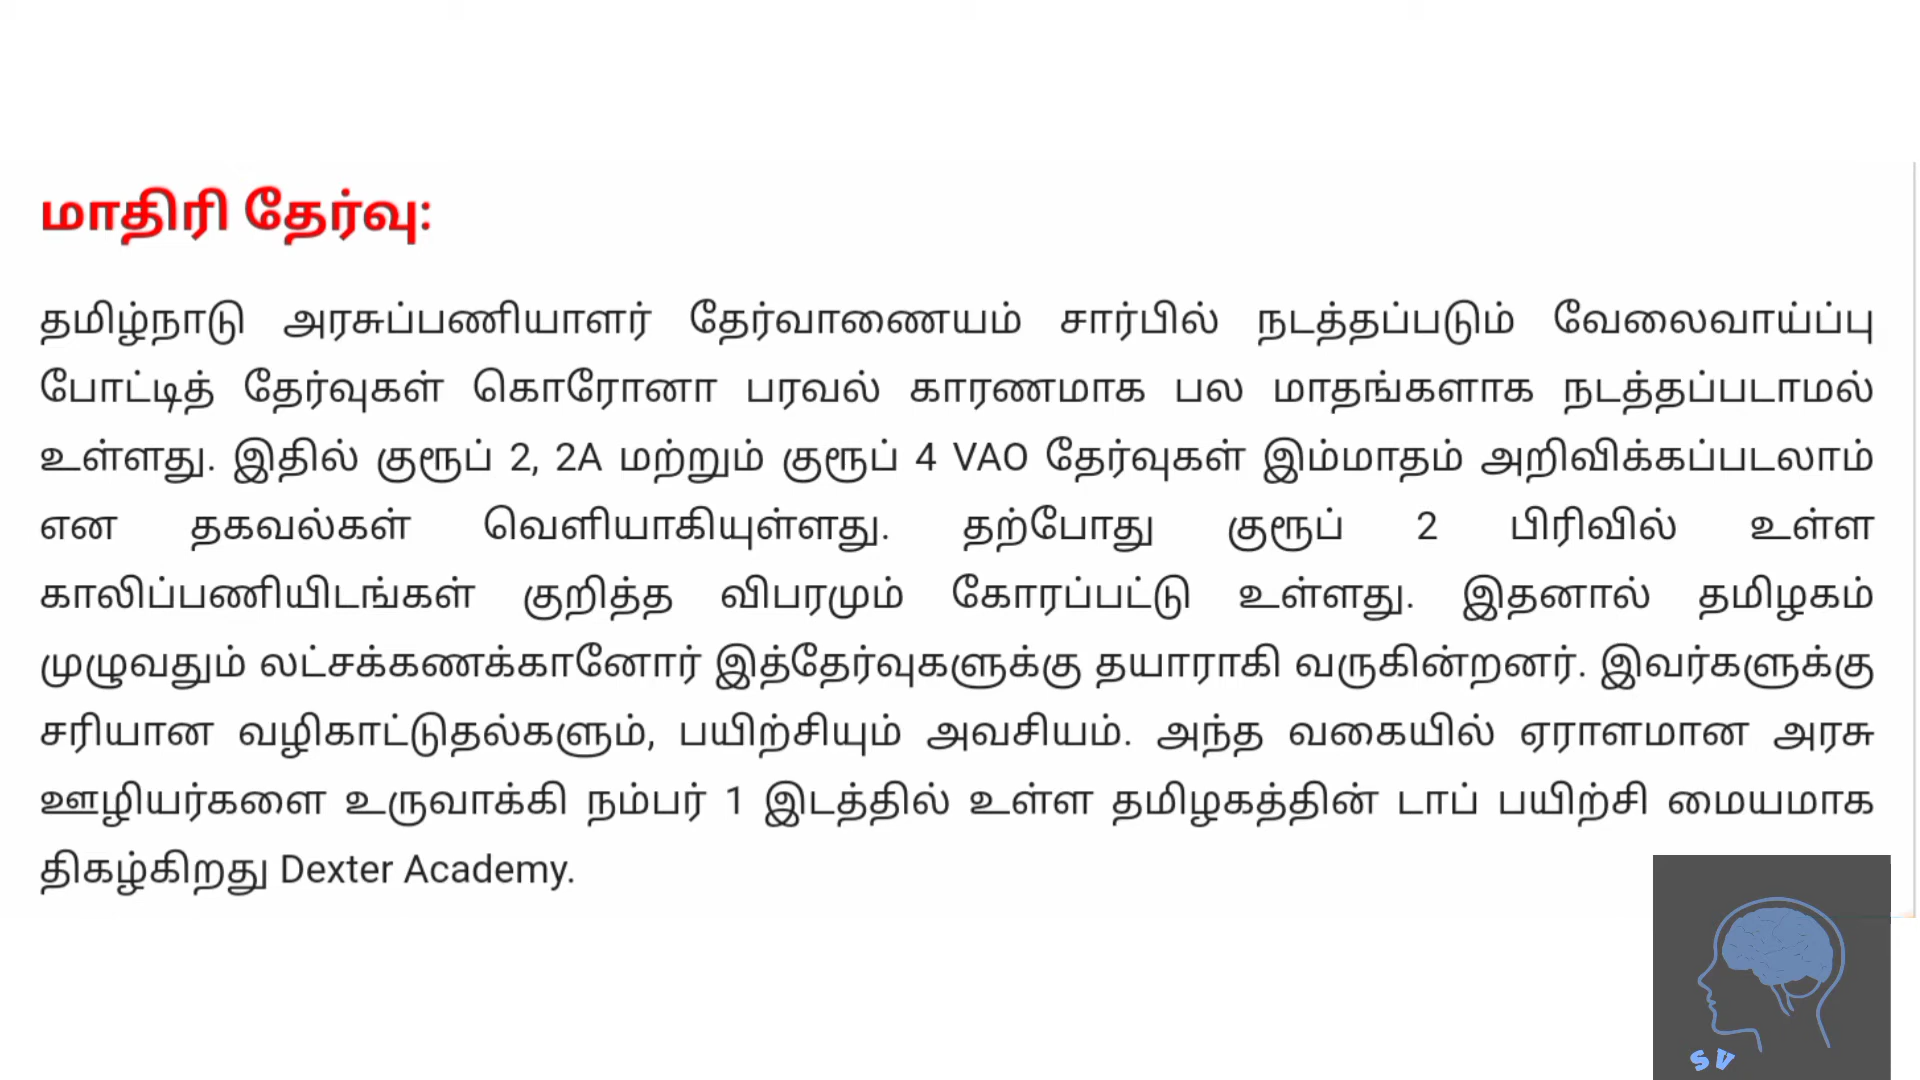 மாதிரி தேர்வு:
தமிழ்நாடு அரசுப்பணியாளர் தேர்வாணையம் சார்பில் நடத்தப்படும் வேலைவாய்ப்பு
போட்டித் தேர்வுகள் கொரோனா பரவல் காரணமாக பல மாதங்களாக நடத்தப்படாமல்
உள்ளது. இதில் குரூப் 2, 2A மற்றும் குரூப் 4 VAO தேர்வுகள் இம்மாதம் அறிவிக்கப்படலாம்
என தகவல்கள் வெளியாகியுள்ளது. தற்போது குரூப் 2 பிரிவில் உள்ள
காலிப்பணியிடங்கள் குறித்த விபரமும் கோரப்பட்டு உள்ளது. இதனால் தமிழகம்
முழுவதும் லட்சக்கணக்கானோர் இத்தேர்வுகளுக்கு தயாராகி வருகின்றனர். இவர்களுக்கு
சரியான வழிகாட்டுதல்களும், பயிற்சியும் அவசியம். அந்த வகையில் ஏராளமான அரசு
ஊழியர்களை உருவாக்கி நம்பர் 1 இடத்தில் உள்ள தமிழகத்தின் டாப் பயிற்சி மையமாக
திகழ்கிறது Dexter Academy.
S V